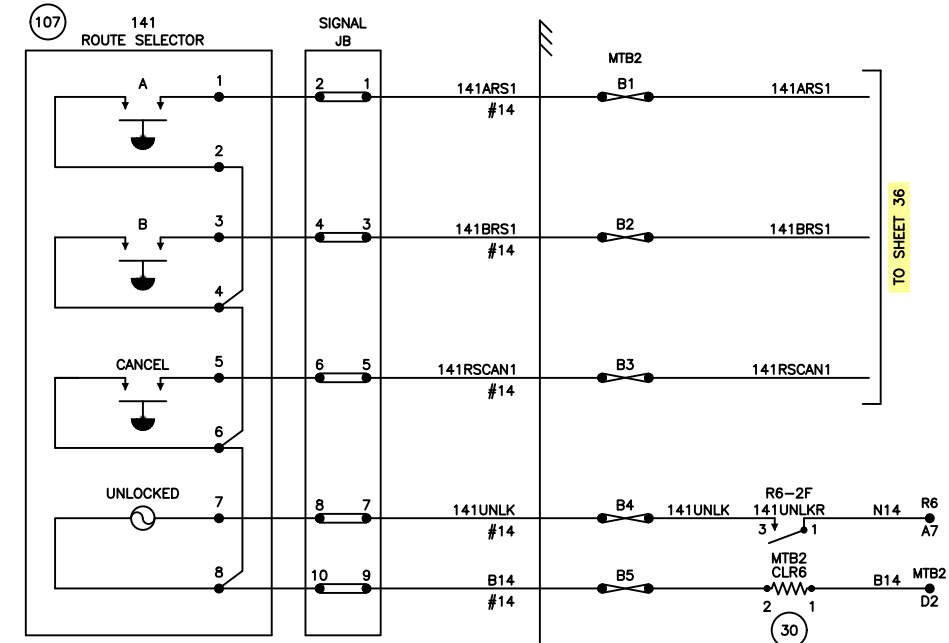 107
141
ROUTE SELECTOR
SIGNAL
JB
MTB2
A
1
2 1
141ARS1
#14
B1
141ARS1
2
B
3
4 3
141BRS1
#14
B2
141BRS1
TO SHEET 36
4
CANCEL
5
6 5
141RSCAN1
#14
B3
141RSCAN1
6
UNLOCKED
7
8 7
141UNLK
#14
B4
141UNLK
R6-2F
141UNLKR
3 1
N14
R6
A7
8
10 9
B14
#14
B5
MTB2
CLR6
2 1
30
B14
MTB2
D2